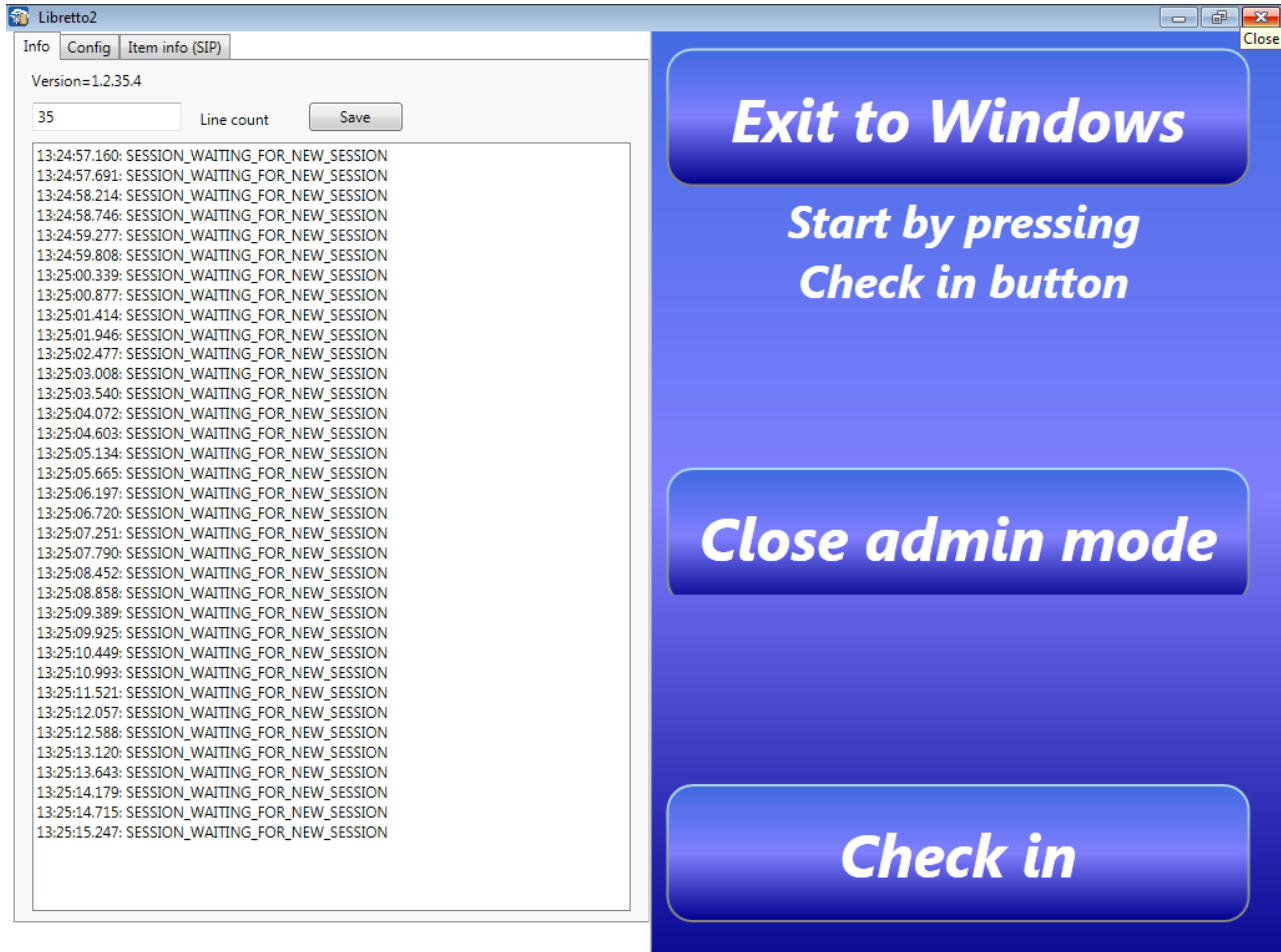 Libretto2
Close
Info Config Item info (SIP)
Version=1.2.35.4
35 Line count Save
13:24:57.160: SESSION_WAITING_FOR_NEW_SESSION
13:24:57.691: SESSION_WAITING_FOR_NEW_SESSION
13:24:58.214: SESSION_WAITING_FOR_NEW_SESSION
13:24:58.746: SESSION_WAITING_FOR_NEW_SESSION
13:24:59.277: SESSION_WAITING_FOR_NEW_SESSION
13:24:59.808: SESSION_WAITING_FOR_NEW_SESSION
13:25:00.339: SESSION_WAITING_FOR_NEW_SESSION
13:25:00.877: SESSION_WAITING_FOR_NEW_SESSION
13:25:01.414: SESSION_WAITING_FOR_NEW_SESSION
13:25:01.946: SESSION_WAITING_FOR_NEW_SESSION
13:25:02.477: SESSION_WAITING_FOR_NEW_SESSION
13:25:03.008: SESSION_WAITING_FOR_NEW_SESSION
13:25:03.540: SESSION_WAITING_FOR_NEW_SESSION
13:25:04.072: SESSION_WAITING_FOR_NEW_SESSION
13:25:04.603: SESSION_WAITING_FOR_NEW_SESSION
13:25:05.134: SESSION_WAITING_FOR_NEW_SESSION
13:25:05.665: SESSION_WAITING_FOR_NEW_SESSION
13:25:06.197: SESSION_WAITING_FOR_NEW_SESSION
13:25:06.720: SESSION_WAITING_FOR_NEW_SESSION
13:25:07.251: SESSION_WAITING_FOR_NEW_SESSION
13:25:07.790: SESSION_WAITING_FOR_NEW_SESSION
13:25:08.452: SESSION_WAITING_FOR_NEW_SESSION
13:25:08.858: SESSION_WAITING_FOR_NEW_SESSION
13:25:09.389: SESSION_WAITING_FOR_NEW_SESSION
13:25:09.925: SESSION_WAITING_FOR_NEW_SESSION
13:25:10.449: SESSION_WAITING_FOR_NEW_SESSION
13:25:10.993: SESSION_WAITING_FOR_NEW_SESSION
13:25:11.521: SESSION_WAITING_FOR_NEW_SESSION
13:25:12.057: SESSION_WAITING_FOR_NEW_SESSION
13:25:12.588: SESSION_WAITING_FOR_NEW_SESSION
13:25:13.120: SESSION_WAITING_FOR_NEW_SESSION
13:25:13.643: SESSION_WAITING_FOR_NEW_SESSION
13:25:14.179: SESSION_WAITING_FOR_NEW_SESSION
13:25:14.715: SESSION_WAITING_FOR_NEW_SESSION
13:25:15.247: SESSION_WAITING_FOR_NEW_SESSION
Exit to Windows
Start by pressing
Check in button
Close admin mode
Check in